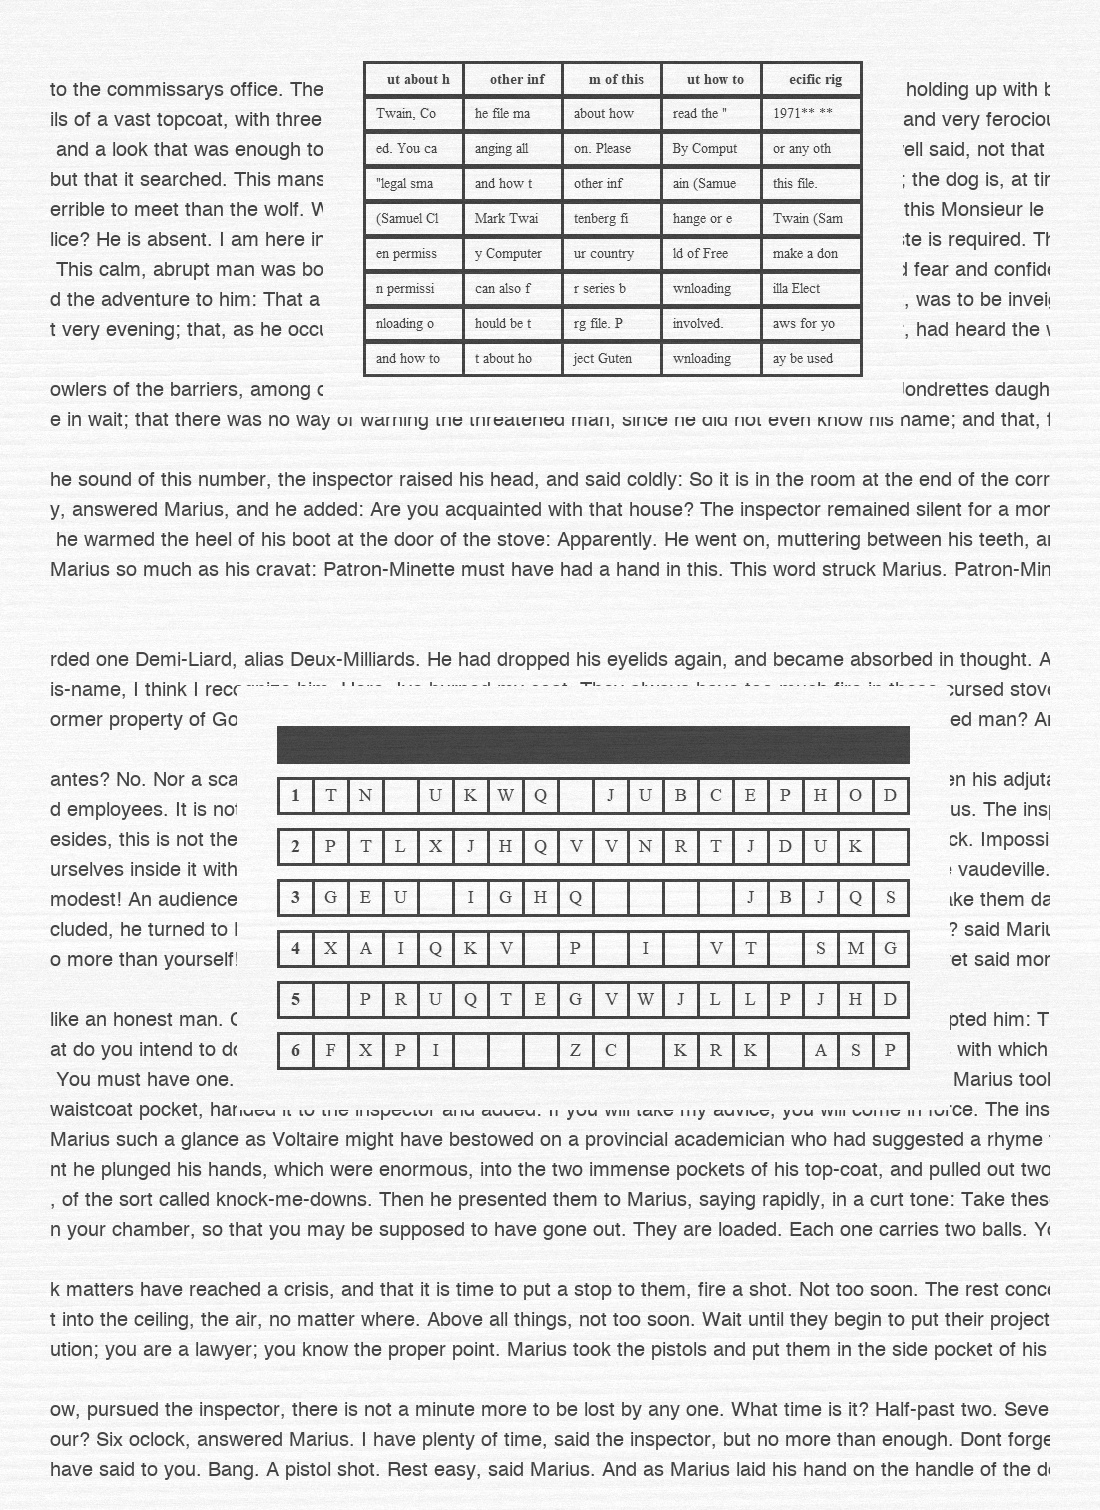 ut about h other inf m of this ut how to ecific rig
Twain, Co he file ma about how read the " 1971** **
ed. You ca anging all on. Please By Comput or any oth
"legal sma and how t other inf ain (Samue this file.
(Samuel Cl Mark Twai tenberg fi hange or e Twain (Sam
en permiss y Computer ur country ld of Free make a don
n permissi can also f r series b wnloading illa Elect
nloading o hould be t rg file. P involved. aws for yo
and how to t about ho ject Guten wnloading ay be used
to the commissarys office. The holding up with b
ils of a vast topcoat, with three and very ferociou
and a look that was enough to ell said, not that
but that it searched. This mans ; the dog is, at tim
errible to meet than the wolf. W this Monsieur le
lice? He is absent. I am here in te is required. Th
This calm, abrupt man was bo d fear and confide
d the adventure to him: That a , was to be inveig
t very evening; that, as he occu , had heard the w
owlers of the barriers, among Jondrettes daugh
e in wait; that there was no way of warning the threatened man, since he did not even know his name; and that, f
he sound of this number, the inspector raised his head, and said coldly: So it is in the room at the end of the corr
y, answered Marius, and he added: Are you acquainted with that house? The inspector remained silent for a mom
he warmed the heel of his boot at the door of the stove: Apparently. He went on, muttering between his teeth, an
Marius so much as his cravat: Patron-Minette must have had a hand in this. This word struck Marius. Patron-Min
rded one Demi-Liard, alias Deux-Milliards. He had dropped his eyelids again, and became absorbed in thought. A
is-name, I think I recognize him. Here, Ive burned my coat. They always have too much fire in these cursed stove
ormer property of Go ed man? An
antes? No. Nor a sca en his adjuta
d employees. It is not us. The insp
esides, this is not the ck. Impossi
urselves inside it with vaudeville.
modest! An audience ake them da
cluded, he turned to ? said Mariu
o more than yourself! et said mor
like an honest man. pted him: T
at do you intend to do with which
You must have one. Marius took
1 T N U K W Q J U B C E P H O D
2 P T L X J H Q V V N R T J D U K
3 G E U I G H Q J B J Q S
4 X A I Q K V P I V T S M G
5 P R U Q T E G V W J L L P J H D
6 F X P I Z C K R K A S P
waistcoat pocket, handed it to the inspector and added: If you will take my advice, you will come in force. The ins
Marius such a glance as Voltaire might have bestowed on a provincial academician who had suggested a rhyme
nt he plunged his hands, which were enormous, into the two immense pockets of his top-coat, and pulled out two
, of the sort called knock-me-downs. Then he presented them to Marius, saying rapidly, in a curt tone: Take thes
n your chamber, so that you may be supposed to have gone out. They are loaded. Each one carries two balls. Yo
k matters have reached a crisis, and that it is time to put a stop to them, fire a shot. Not too soon. The rest conc
t into the ceiling, the air, no matter where. Above all things, not too soon. Wait until they begin to put their project
ution; you are a lawyer; you know the proper point. Marius took the pistols and put them in the side pocket of his
ow, pursued the inspector, there is not a minute more to be lost by any one. What time is it? Half-past two. Seve
our? Six oclock, answered Marius. I have plenty of time, said the inspector, but no more than enough. Dont forge
have said to you. Bang. A pistol shot. Rest easy, said Marius. And as Marius laid his hand on the handle of the d